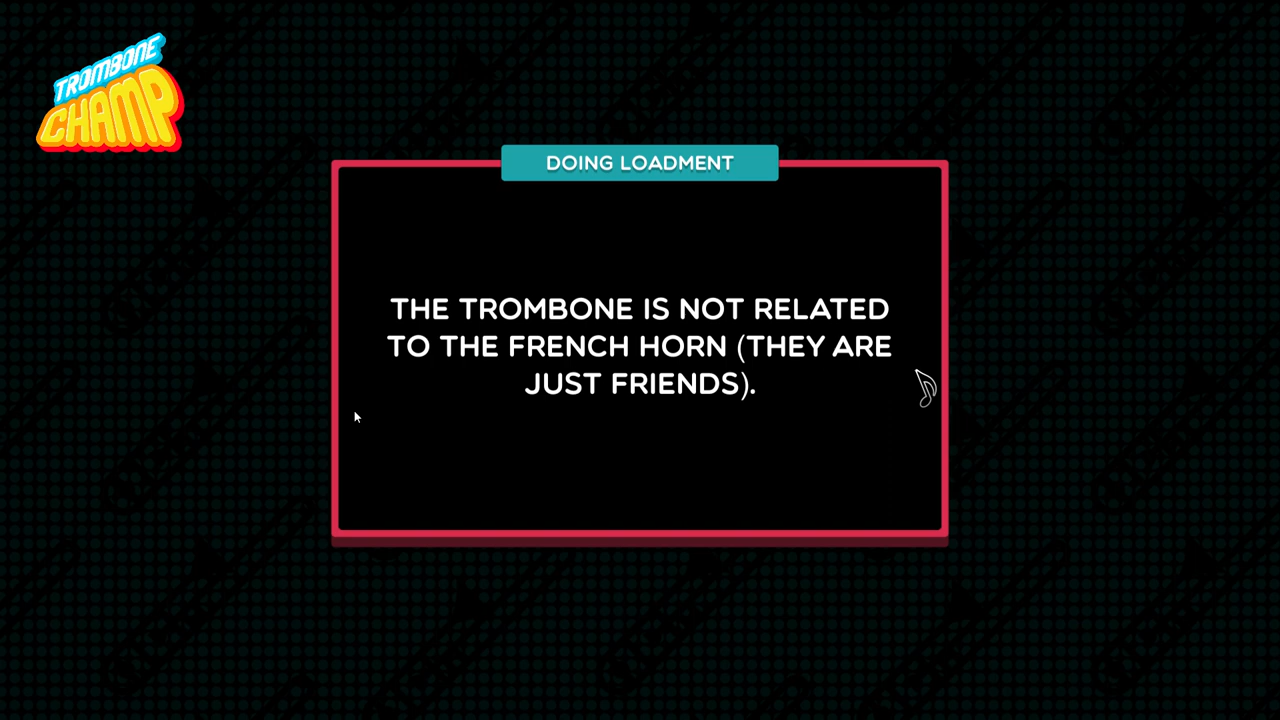 TROMBONE
CHAMP
DOING LOADMENT
THE TROMBONE IS NOT RELATED
TO THE FRENCH HORN (THEY ARE
JUST FRIENDS).